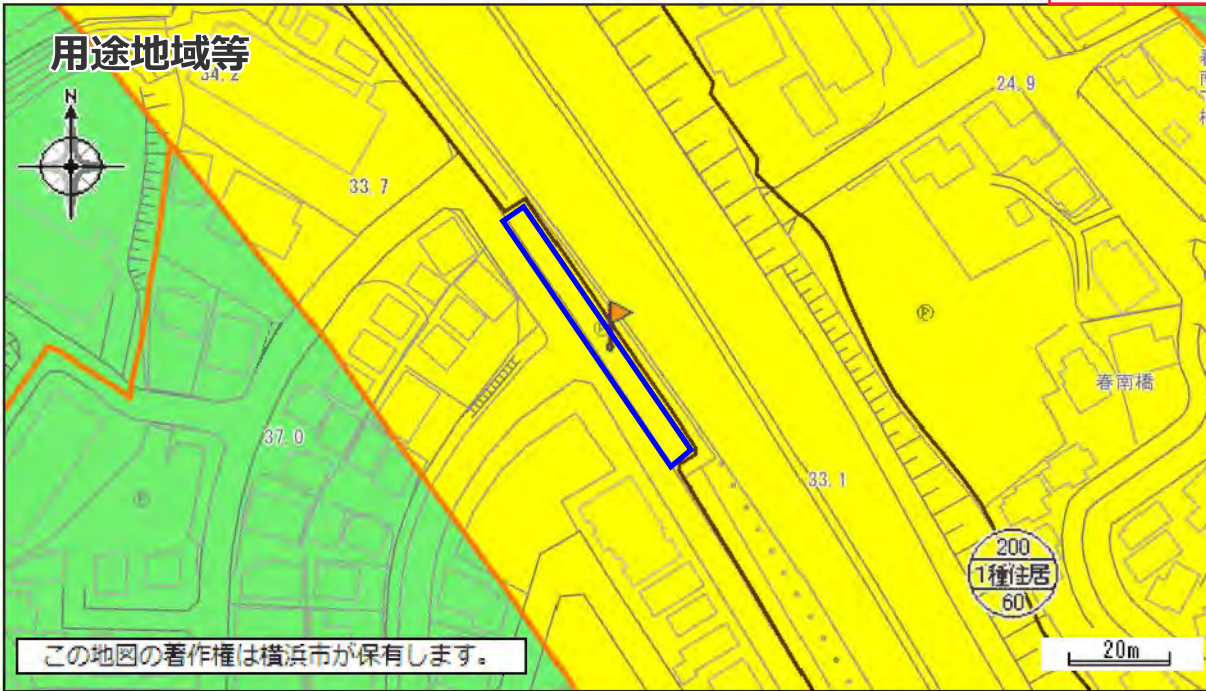 用途地域等
N
34.2
24.9
33.7
Ⓟ
春南橋
37.0
33.1
200
1種住居
60
20m
この地図の著作権は横浜市が保有します。